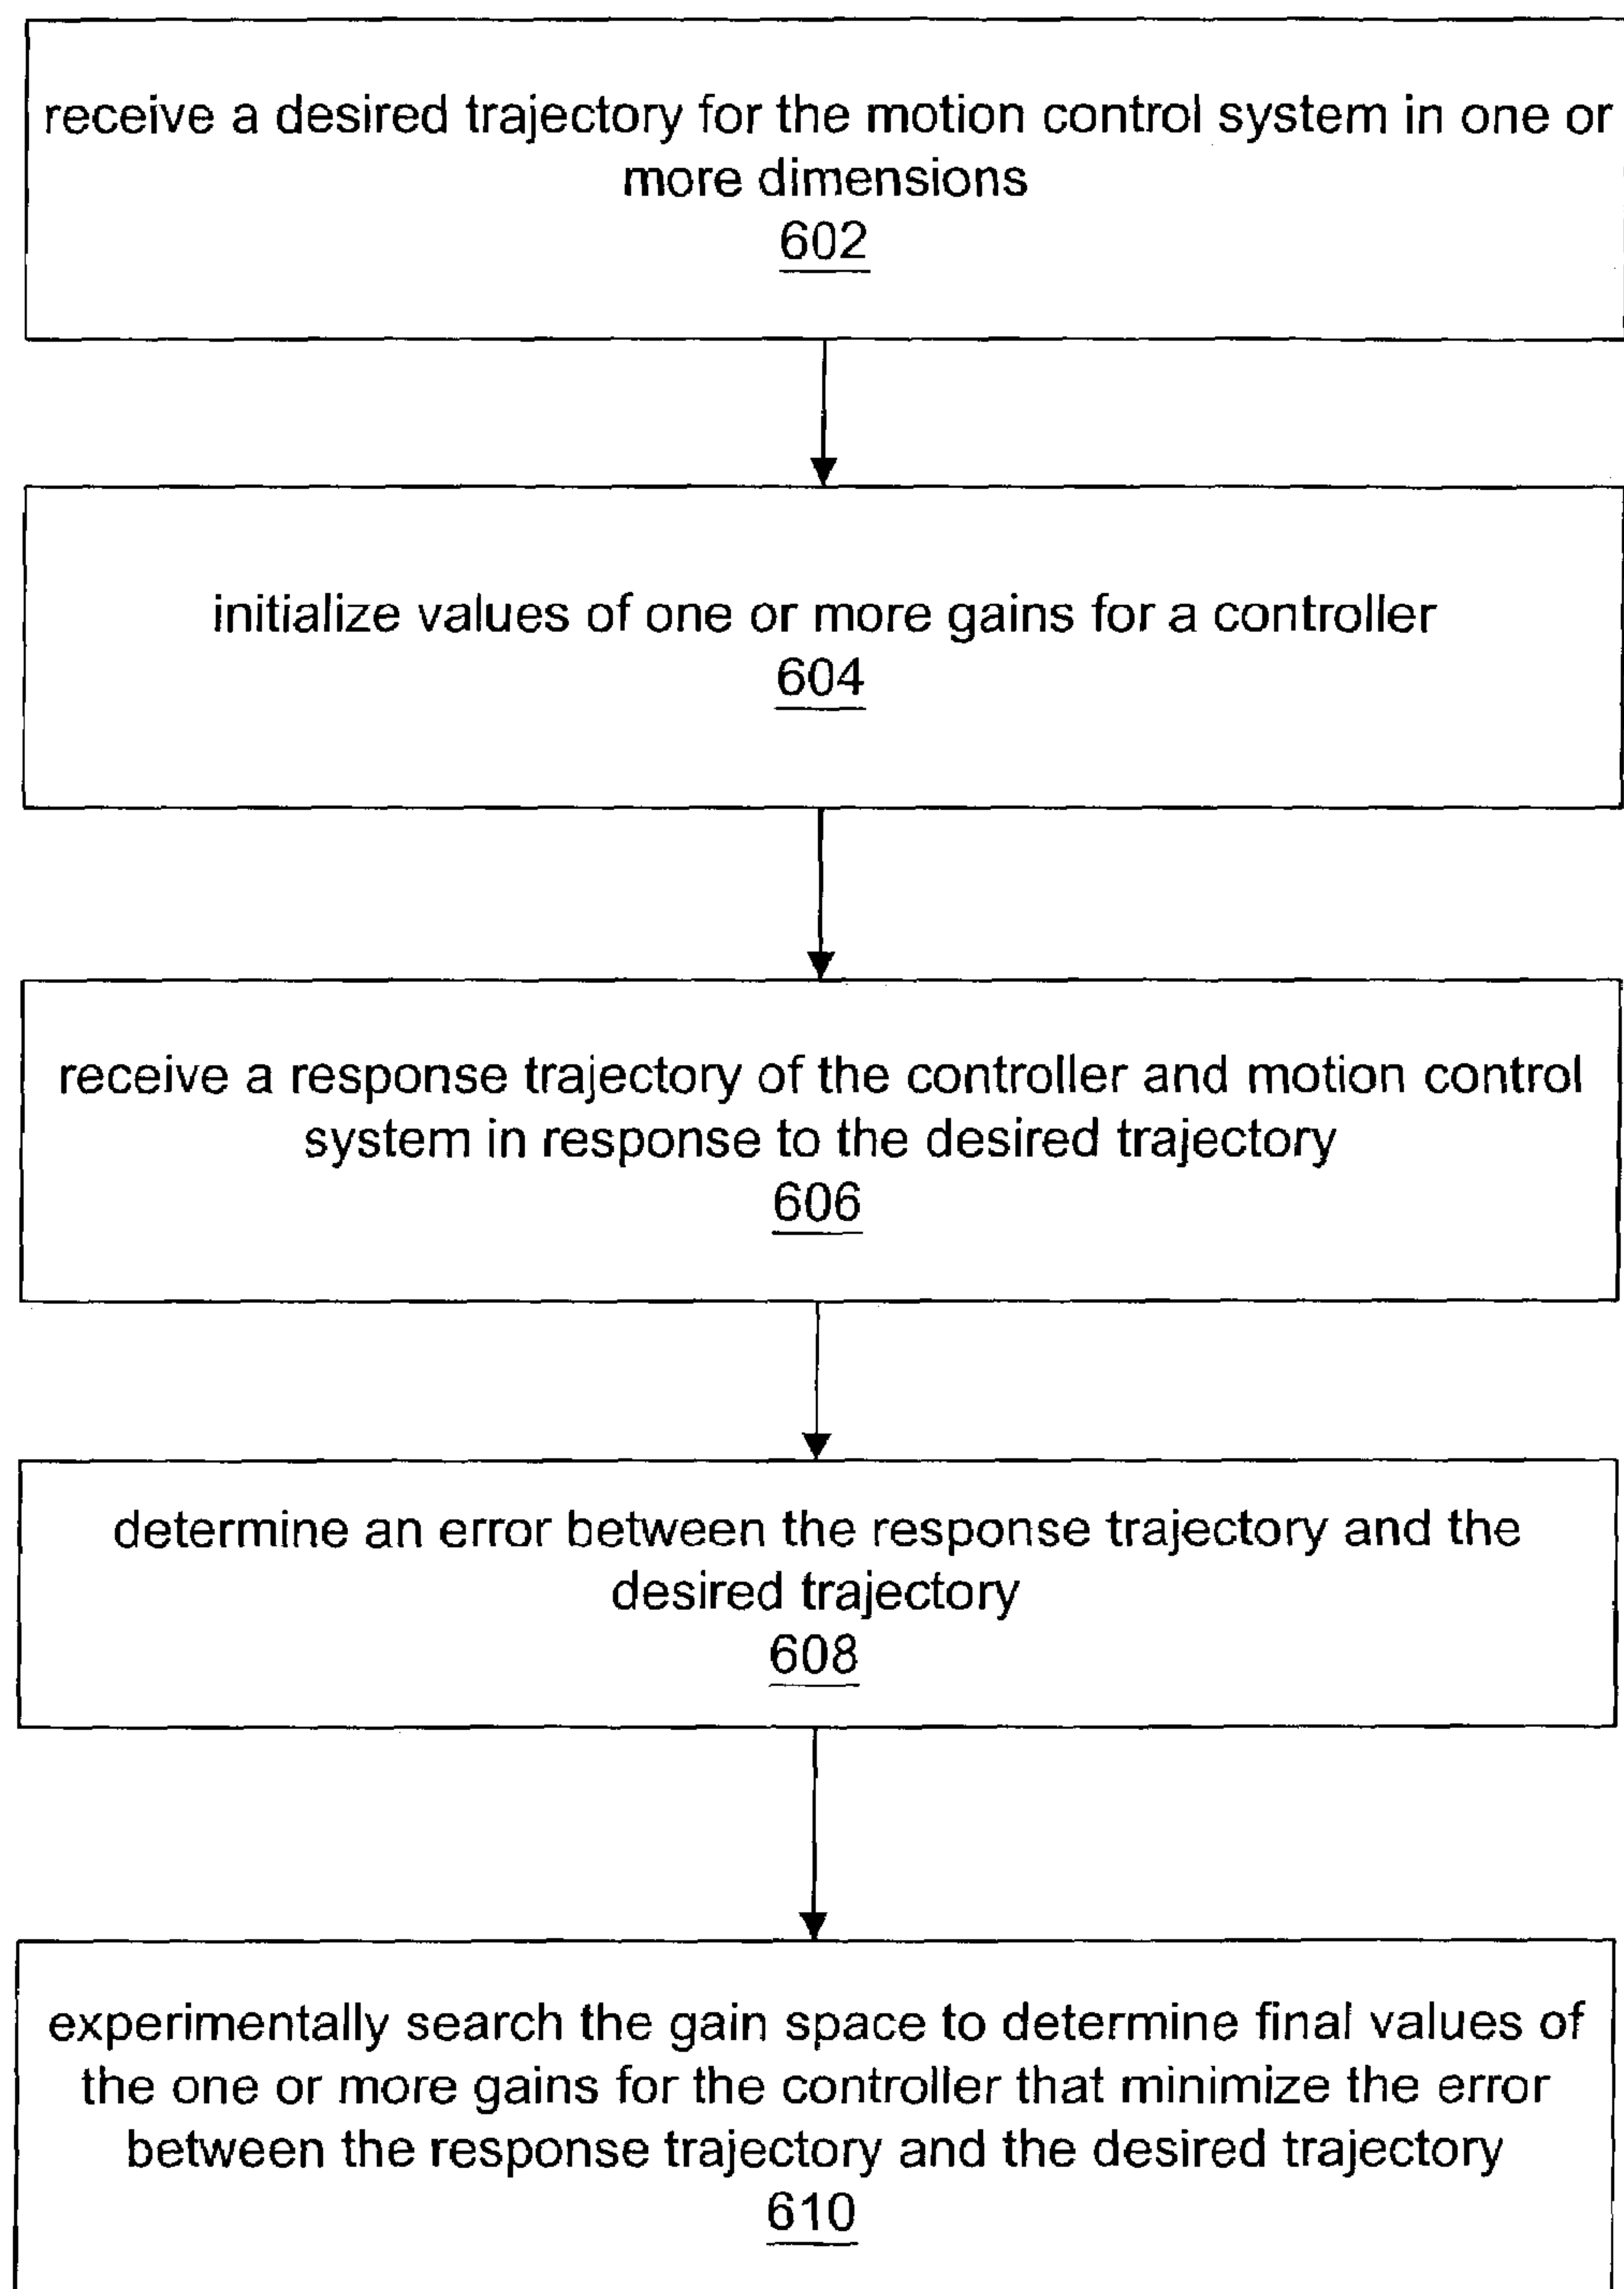 receive a desired trajectory for the motion control system in one or
more dimensions
602
initialize values of one or more gains for a controller
604
receive a response trajectory of the controller and motion control
system in response to the desired trajectory
606
determine an error between the response trajectory and the
desired trajectory
608
experimentally search the gain space to determine final values of
the one or more gains for the controller that minimize the error
between the response trajectory and the desired trajectory
610